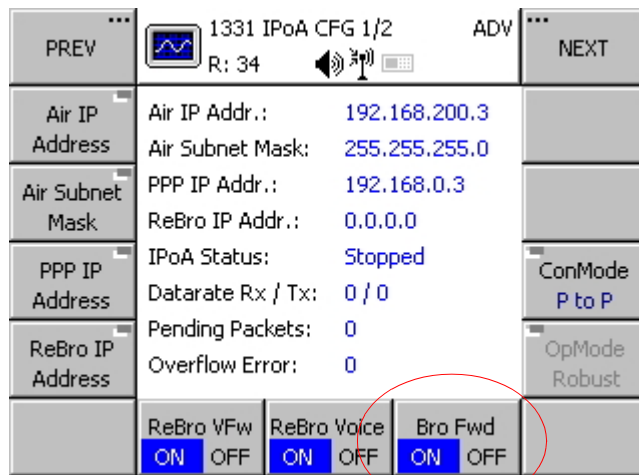 PREV
1331 IPoA CFG 1/2 ADV
R: 34
NEXT
Air IP
Address
Air Subnet
Mask
PPP IP
Address
ReBro IP
Address
Air IP Addr.: 192.168.200.3
Air Subnet Mask: 255.255.255.0
PPP IP Addr.: 192.168.0.3
ReBro IP Addr.: 0.0.0.0
IPoA Status: Stopped
Datarate Rx / Tx: 0 / 0
Pending Packets: 0
Overflow Error: 0
ConMode
P to P
OpMode
Robust
ReBro VFw
ON OFF
ReBro Voice
ON OFF
Bro Fwd
ON OFF